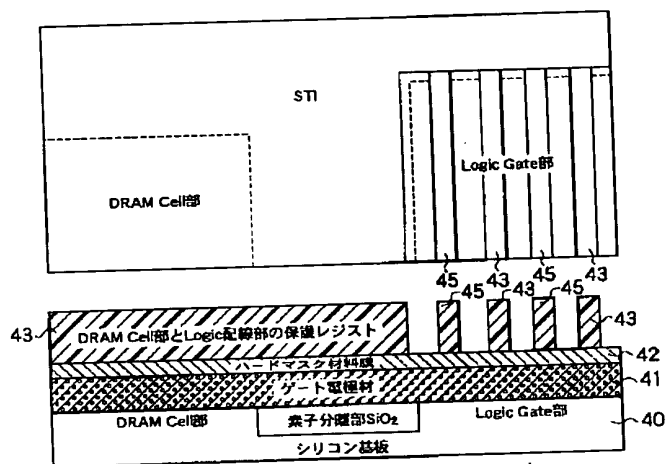 STI
DRAM Cell部
Logic Gate部
45 43 45 43
43
DRAM Cell部とLogic配線部の保護レジスト
45 43 45 43
ハードマスク材料膜
42
ゲート電極材
41
DRAM Cell部
素子分離部SiO₂
Logic Gate部
40
シリコン基板